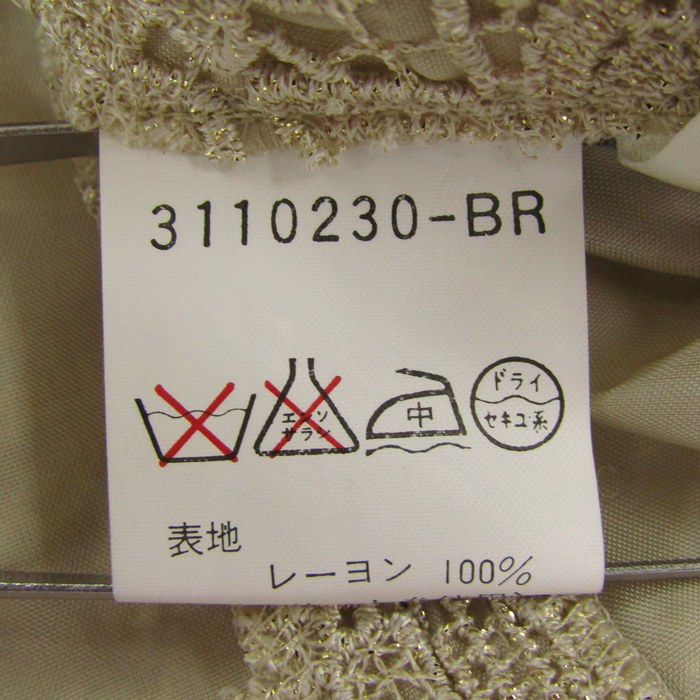 3110230-BR
エンソ
サラシ
中
ドライ
セキユ系
表地
レーヨン 100%